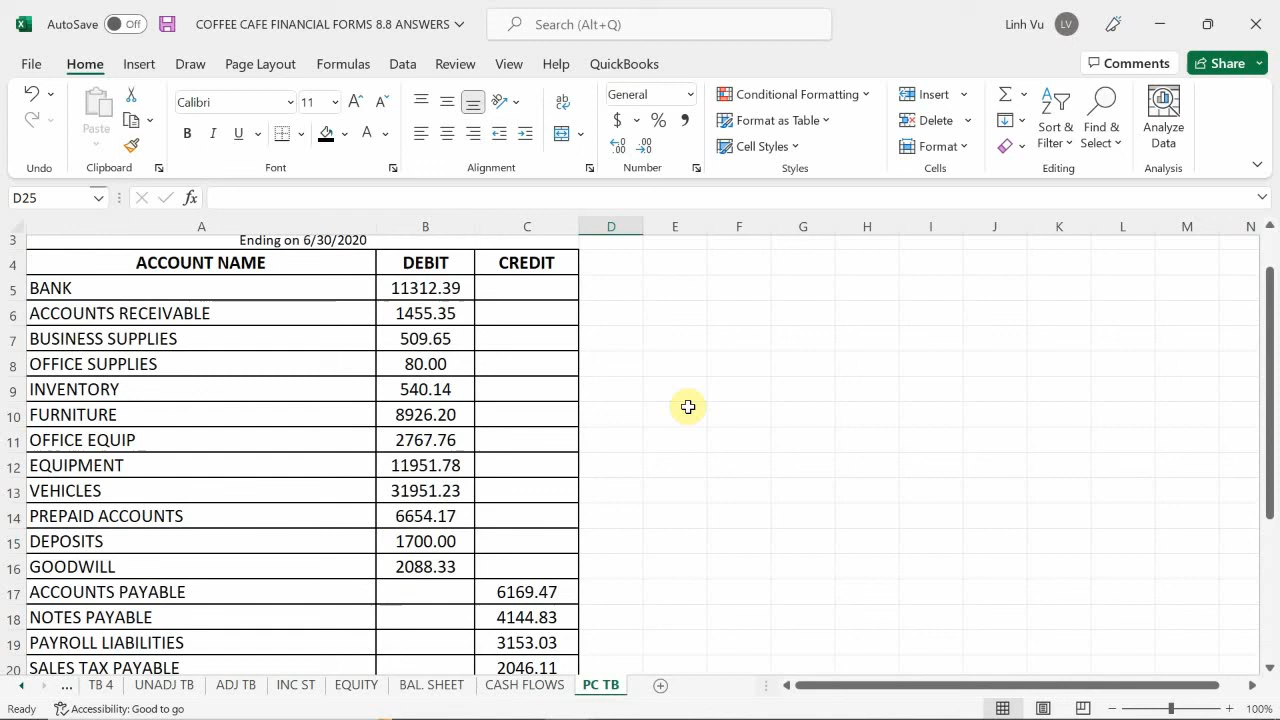 AutoSave Off COFFEE CAFE FINANCIAL FORMS 8.8 ANSWERS Search (Alt+Q) Linh Vu LV
File Home Insert Draw Page Layout Formulas Data Review View Help QuickBooks Comments Share
Undo
Paste
Clipboard
Calibri 11
B I U
Font
Alignment
General
$ % ,
Number
Conditional Formatting
Format as Table
Cell Styles
Styles
Insert
Delete
Format
Cells
Sort & Filter
Find & Select
Editing
Analyze Data
Analysis
D25 fx
A B C D E F G H I J K L M N
3 Ending on 6/30/2020
4 ACCOUNT NAME DEBIT CREDIT
5 BANK 11312.39
6 ACCOUNTS RECEIVABLE 1455.35
7 BUSINESS SUPPLIES 509.65
8 OFFICE SUPPLIES 80.00
9 INVENTORY 540.14
10 FURNITURE 8926.20
11 OFFICE EQUIP 2767.76
12 EQUIPMENT 11951.78
13 VEHICLES 31951.23
14 PREPAID ACCOUNTS 6654.17
15 DEPOSITS 1700.00
16 GOODWILL 2088.33
17 ACCOUNTS PAYABLE 6169.47
18 NOTES PAYABLE 4144.83
19 PAYROLL LIABILITIES 3153.03
20 SALES TAX PAYABLE 2046.11
... TB 4 UNADJ TB ADJ TB INC ST EQUITY BAL. SHEET CASH FLOWS PC TB
Ready Accessibility: Good to go 100%